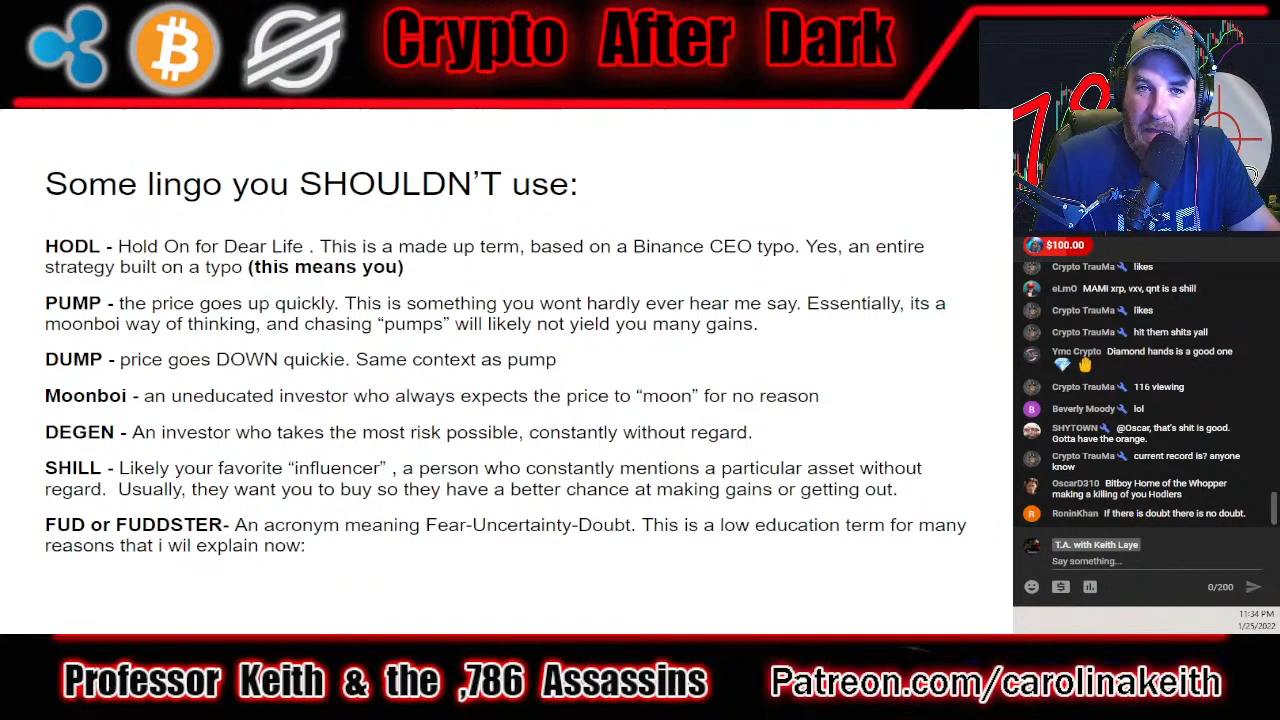 Crypto After Dark
Some lingo you SHOULDN'T use:
HODL - Hold On for Dear Life . This is a made up term, based on a Binance CEO typo. Yes, an entire
strategy built on a typo (this means you)
PUMP - the price goes up quickly. This is something you wont hardly ever hear me say. Essentially, its a
moonboi way of thinking, and chasing “pumps” will likely not yield you many gains.
DUMP - price goes DOWN quickie. Same context as pump
Moonboi - an uneducated investor who always expects the price to “moon” for no reason
DEGEN - An investor who takes the most risk possible, constantly without regard.
SHILL - Likely your favorite “influencer” , a person who constantly mentions a particular asset without
regard. Usually, they want you to buy so they have a better chance at making gains or getting out.
FUD or FUDDSTER- An acronym meaning Fear-Uncertainty-Doubt. This is a low education term for many
reasons that i wil explain now:
$100.00
Crypto TrauMa likes
eLmO MAMI xrp, vxv, qnt is a shill
Crypto TrauMa likes
Crypto TrauMa hit them shits yall
Ymc Crypto Diamond hands is a good one
Crypto TrauMa 116 viewing
B Beverly Moody lol
SHYTOWN @Oscar, that's shit is good.
Gotta have the orange.
Crypto TrauMa current record is? anyone
know
OscarD310 Bitboy Home of the Whopper
making a killing of you Hodlers
R RoninKhan If there is doubt there is no doubt.
T.A. with Keith Laye
Say something...
0/200
11:34 PM
1/25/2022
Professor Keith & the ,786 Assassins
Patreon.com/carolinakeith